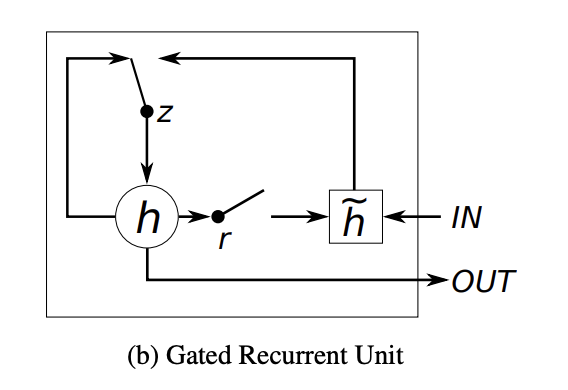 z
h
r
h̃
IN
OUT
(b) Gated Recurrent Unit